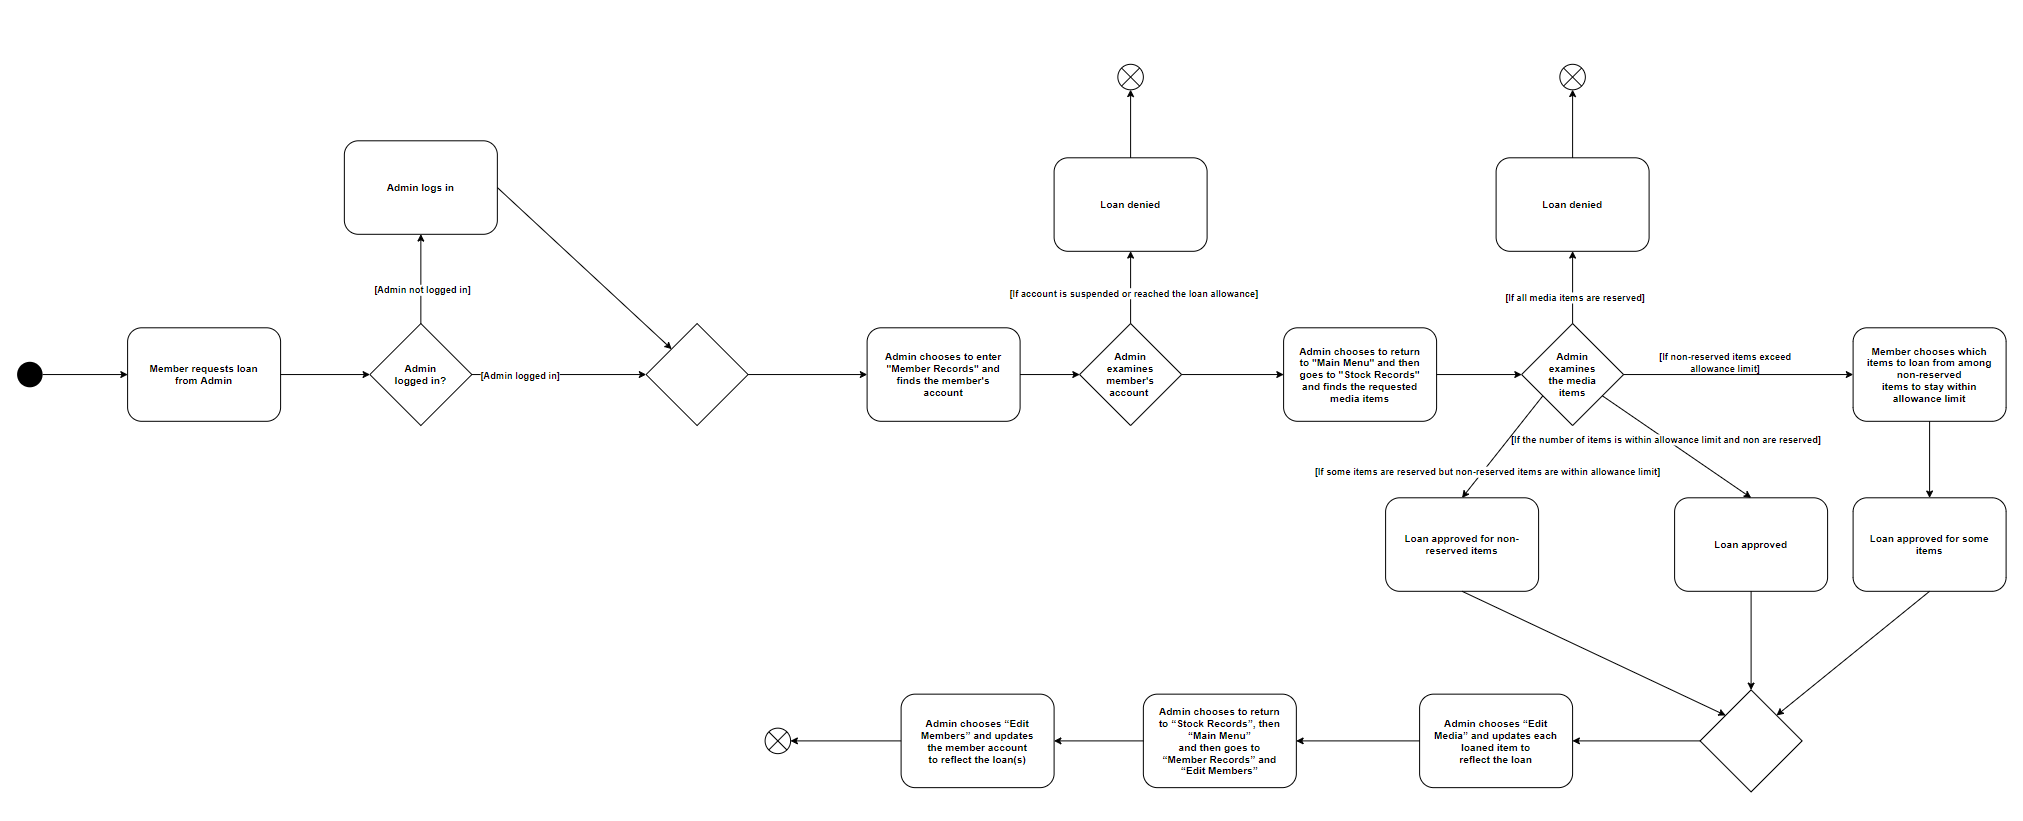 Admin logs in
Loan denied
Loan denied
[Admin not logged in]
[If account is suspended or reached the loan allowance]
[If all media items are reserved]
Member requests loan
from Admin
Admin
logged in?
[Admin logged in]
Admin chooses to enter
"Member Records" and
finds the member's
account
Admin
examines
member's
account
Admin chooses to return
to "Main Menu" and then
goes to "Stock Records"
and finds the requested
media items
Admin
examines
the media
items
[If non-reserved items exceed
allowance limit]
Member chooses which
items to loan from among
non-reserved
items to stay within
allowance limit
[If the number of items is within allowance limit and non are reserved]
[If some items are reserved but non-reserved items are within allowance limit]
Loan approved for non-
reserved items
Loan approved
Loan approved for some
items
Admin chooses “Edit
Members” and updates
the member account
to reflect the loan(s)
Admin chooses to return
to “Stock Records”, then
“Main Menu”
and then goes to
“Member Records” and
“Edit Members”
Admin chooses “Edit
Media” and updates each
loaned item to
reflect the loan